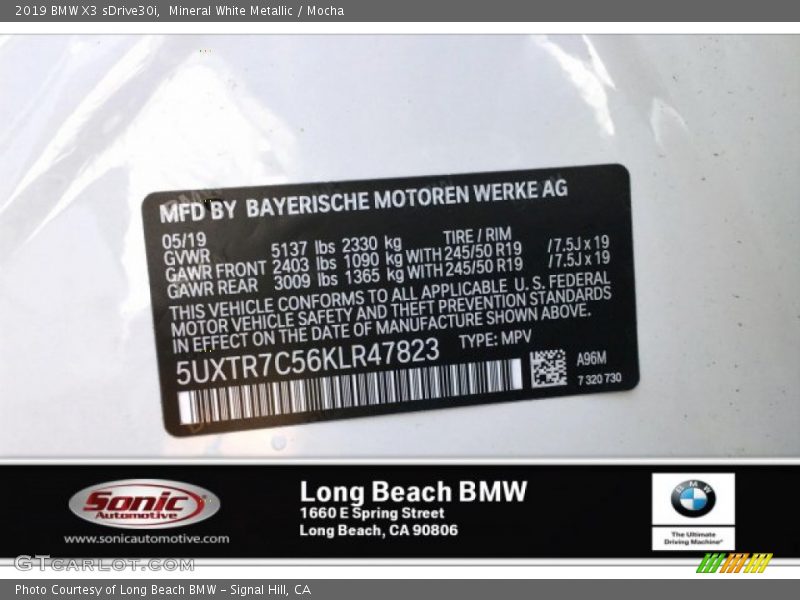 2019 BMW X3 sDrive30i,  Mineral White Metallic / Mocha
MFD BY BAYERISCHE MOTOREN WERKE AG
05/19 TIRE / RIM
GVWR 5137 lbs 2330 kg
GAWR FRONT 2403 lbs 1090 kg WITH 245/50 R19 /7.5J x 19
GAWR REAR 3009 lbs 1365 kg WITH 245/50 R19 /7.5J x 19
THIS VEHICLE CONFORMS TO ALL APPLICABLE U. S. FEDERAL
MOTOR VEHICLE SAFETY AND THEFT PREVENTION STANDARDS
IN EFFECT ON THE DATE OF MANUFACTURE SHOWN ABOVE.
5UXTR7C56KLR47823 TYPE: MPV
A96M
7 320 730
Sonic
Automotive
www.sonicautomotive.com
Long Beach BMW
1660 E Spring Street
Long Beach, CA 90806
BMW
The Ultimate
Driving Machine®
GTcarlot.com
Photo Courtesy of Long Beach BMW – Signal Hill, CA